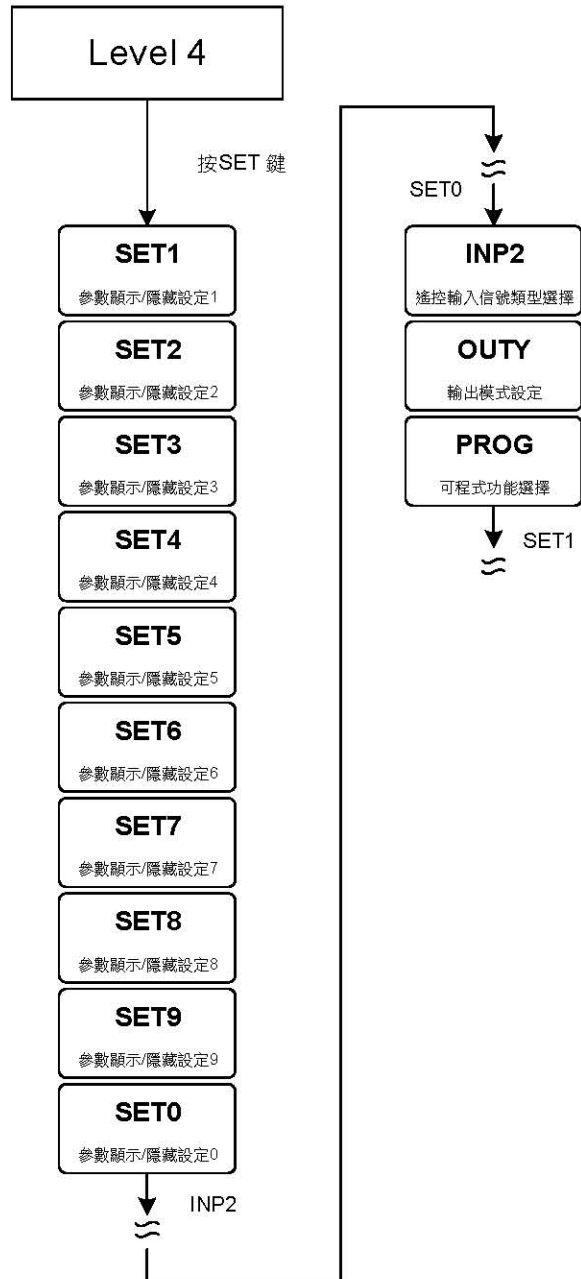 Level 4
按SET 鍵
SET1
參數顯示/隱藏設定1
SET2
參數顯示/隱藏設定2
SET3
參數顯示/隱藏設定3
SET4
參數顯示/隱藏設定4
SET5
參數顯示/隱藏設定5
SET6
參數顯示/隱藏設定6
SET7
參數顯示/隱藏設定7
SET8
參數顯示/隱藏設定8
SET9
參數顯示/隱藏設定9
SET0
參數顯示/隱藏設定0
INP2
SET0
INP2
遙控輸入信號類型選擇
OUTY
輸出模式設定
PROG
可程式功能選擇
SET1